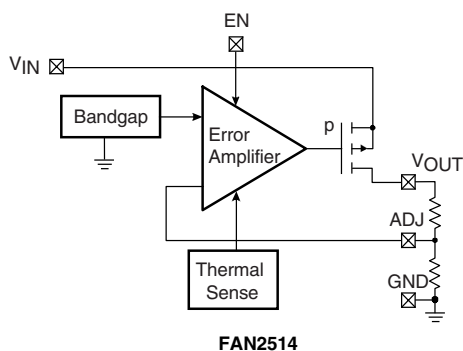 EN
VIN
Bandgap
Error
Amplifier
p
VOUT
ADJ
Thermal
Sense
GND
FAN2514